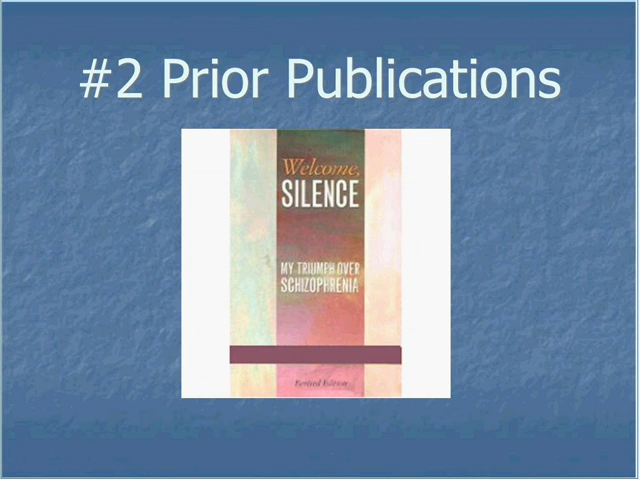 #2 Prior Publications
Welcome,
SILENCE
MY TRIUMPH OVER
SCHIZOPHRENIA
Revised Edition